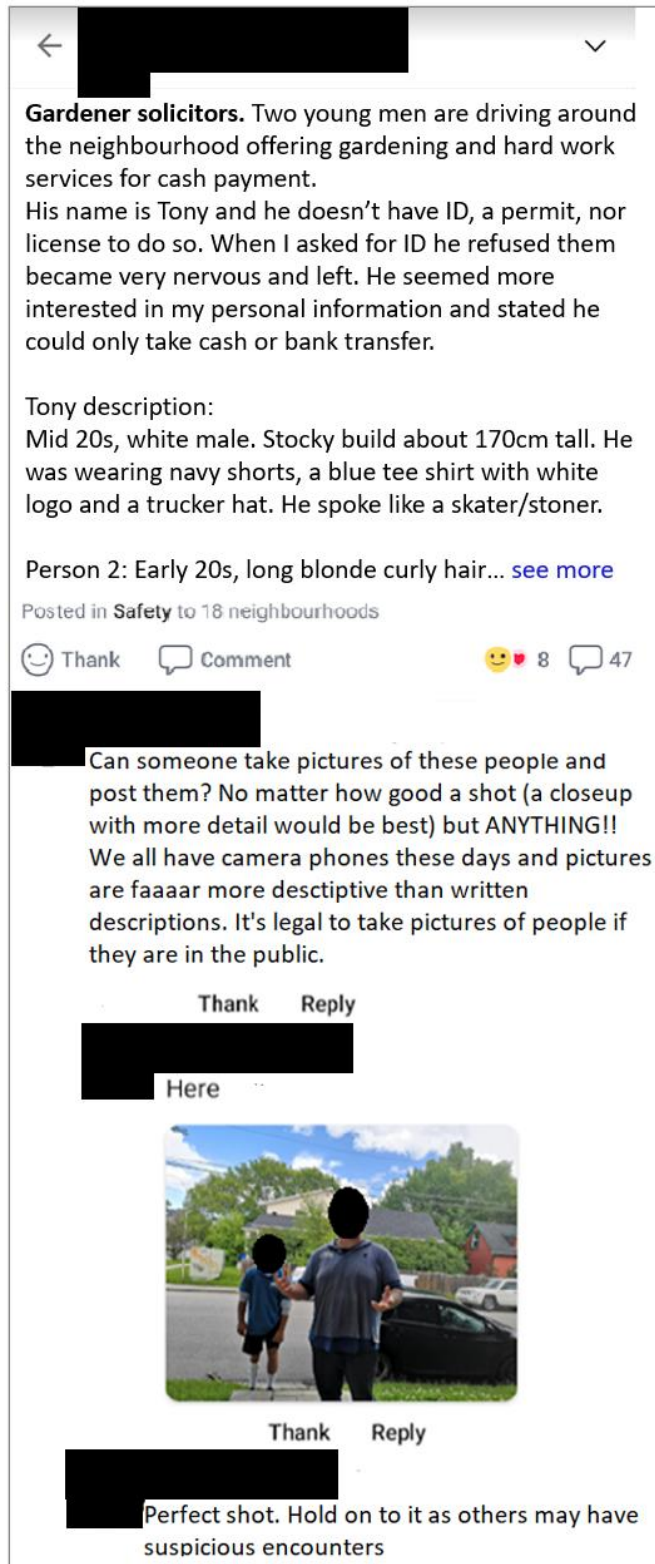 Gardener solicitors. Two young men are driving around
the neighbourhood offering gardening and hard work
services for cash payment.
His name is Tony and he doesn’t have ID, a permit, nor
license to do so. When I asked for ID he refused them
became very nervous and left. He seemed more
interested in my personal information and stated he
could only take cash or bank transfer.
Tony description:
Mid 20s, white male. Stocky build about 170cm tall. He
was wearing navy shorts, a blue tee shirt with white
logo and a trucker hat. He spoke like a skater/stoner.
Person 2: Early 20s, long blonde curly hair... see more
Posted in Safety to 18 neighbourhoods
Thank Comment 8 47
Can someone take pictures of these people and
post them? No matter how good a shot (a closeup
with more detail would be best) but ANYTHING!!
We all have camera phones these days and pictures
are faaaar more desctiptive than written
descriptions. It's legal to take pictures of people if
they are in the public.
Thank Reply
Here
Thank Reply
Perfect shot. Hold on to it as others may have
suspicious encounters